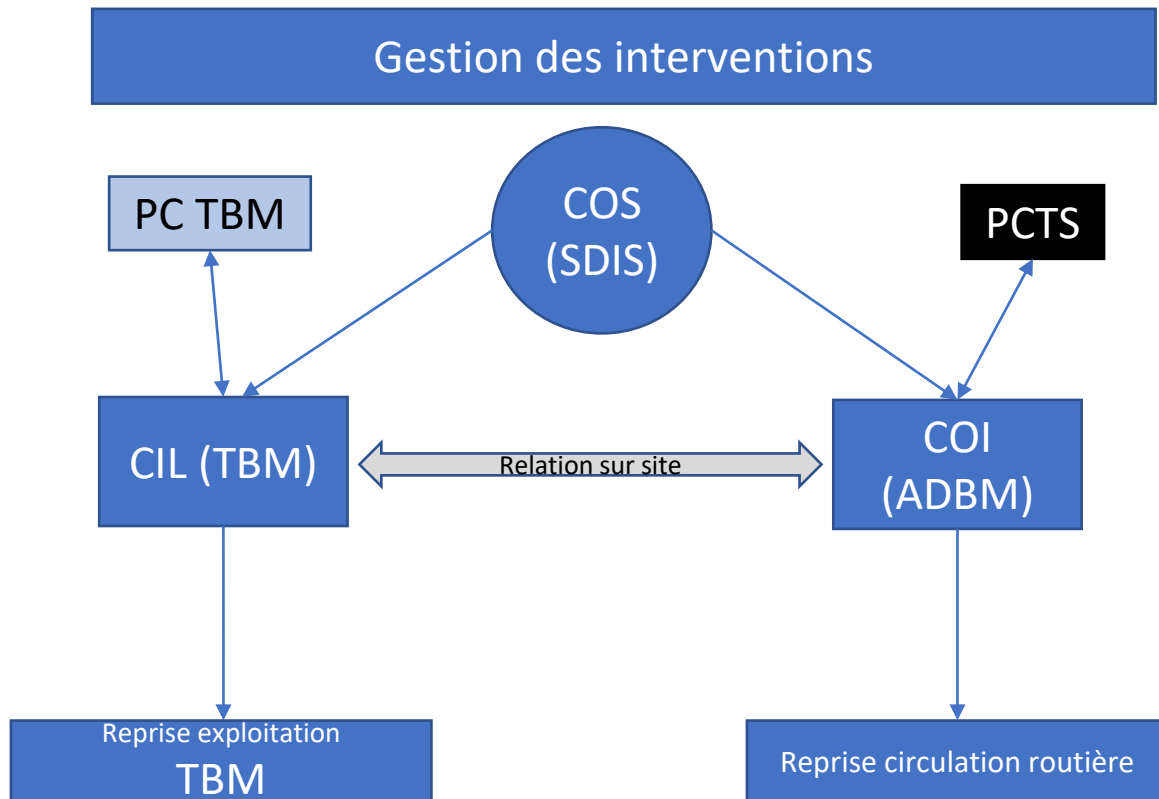 Gestion des interventions
PC TBM
COS
(SDIS)
PCTS
CIL (TBM)
Relation sur site
COI
(ADBM)
Reprise exploitation
TBM
Reprise circulation routière